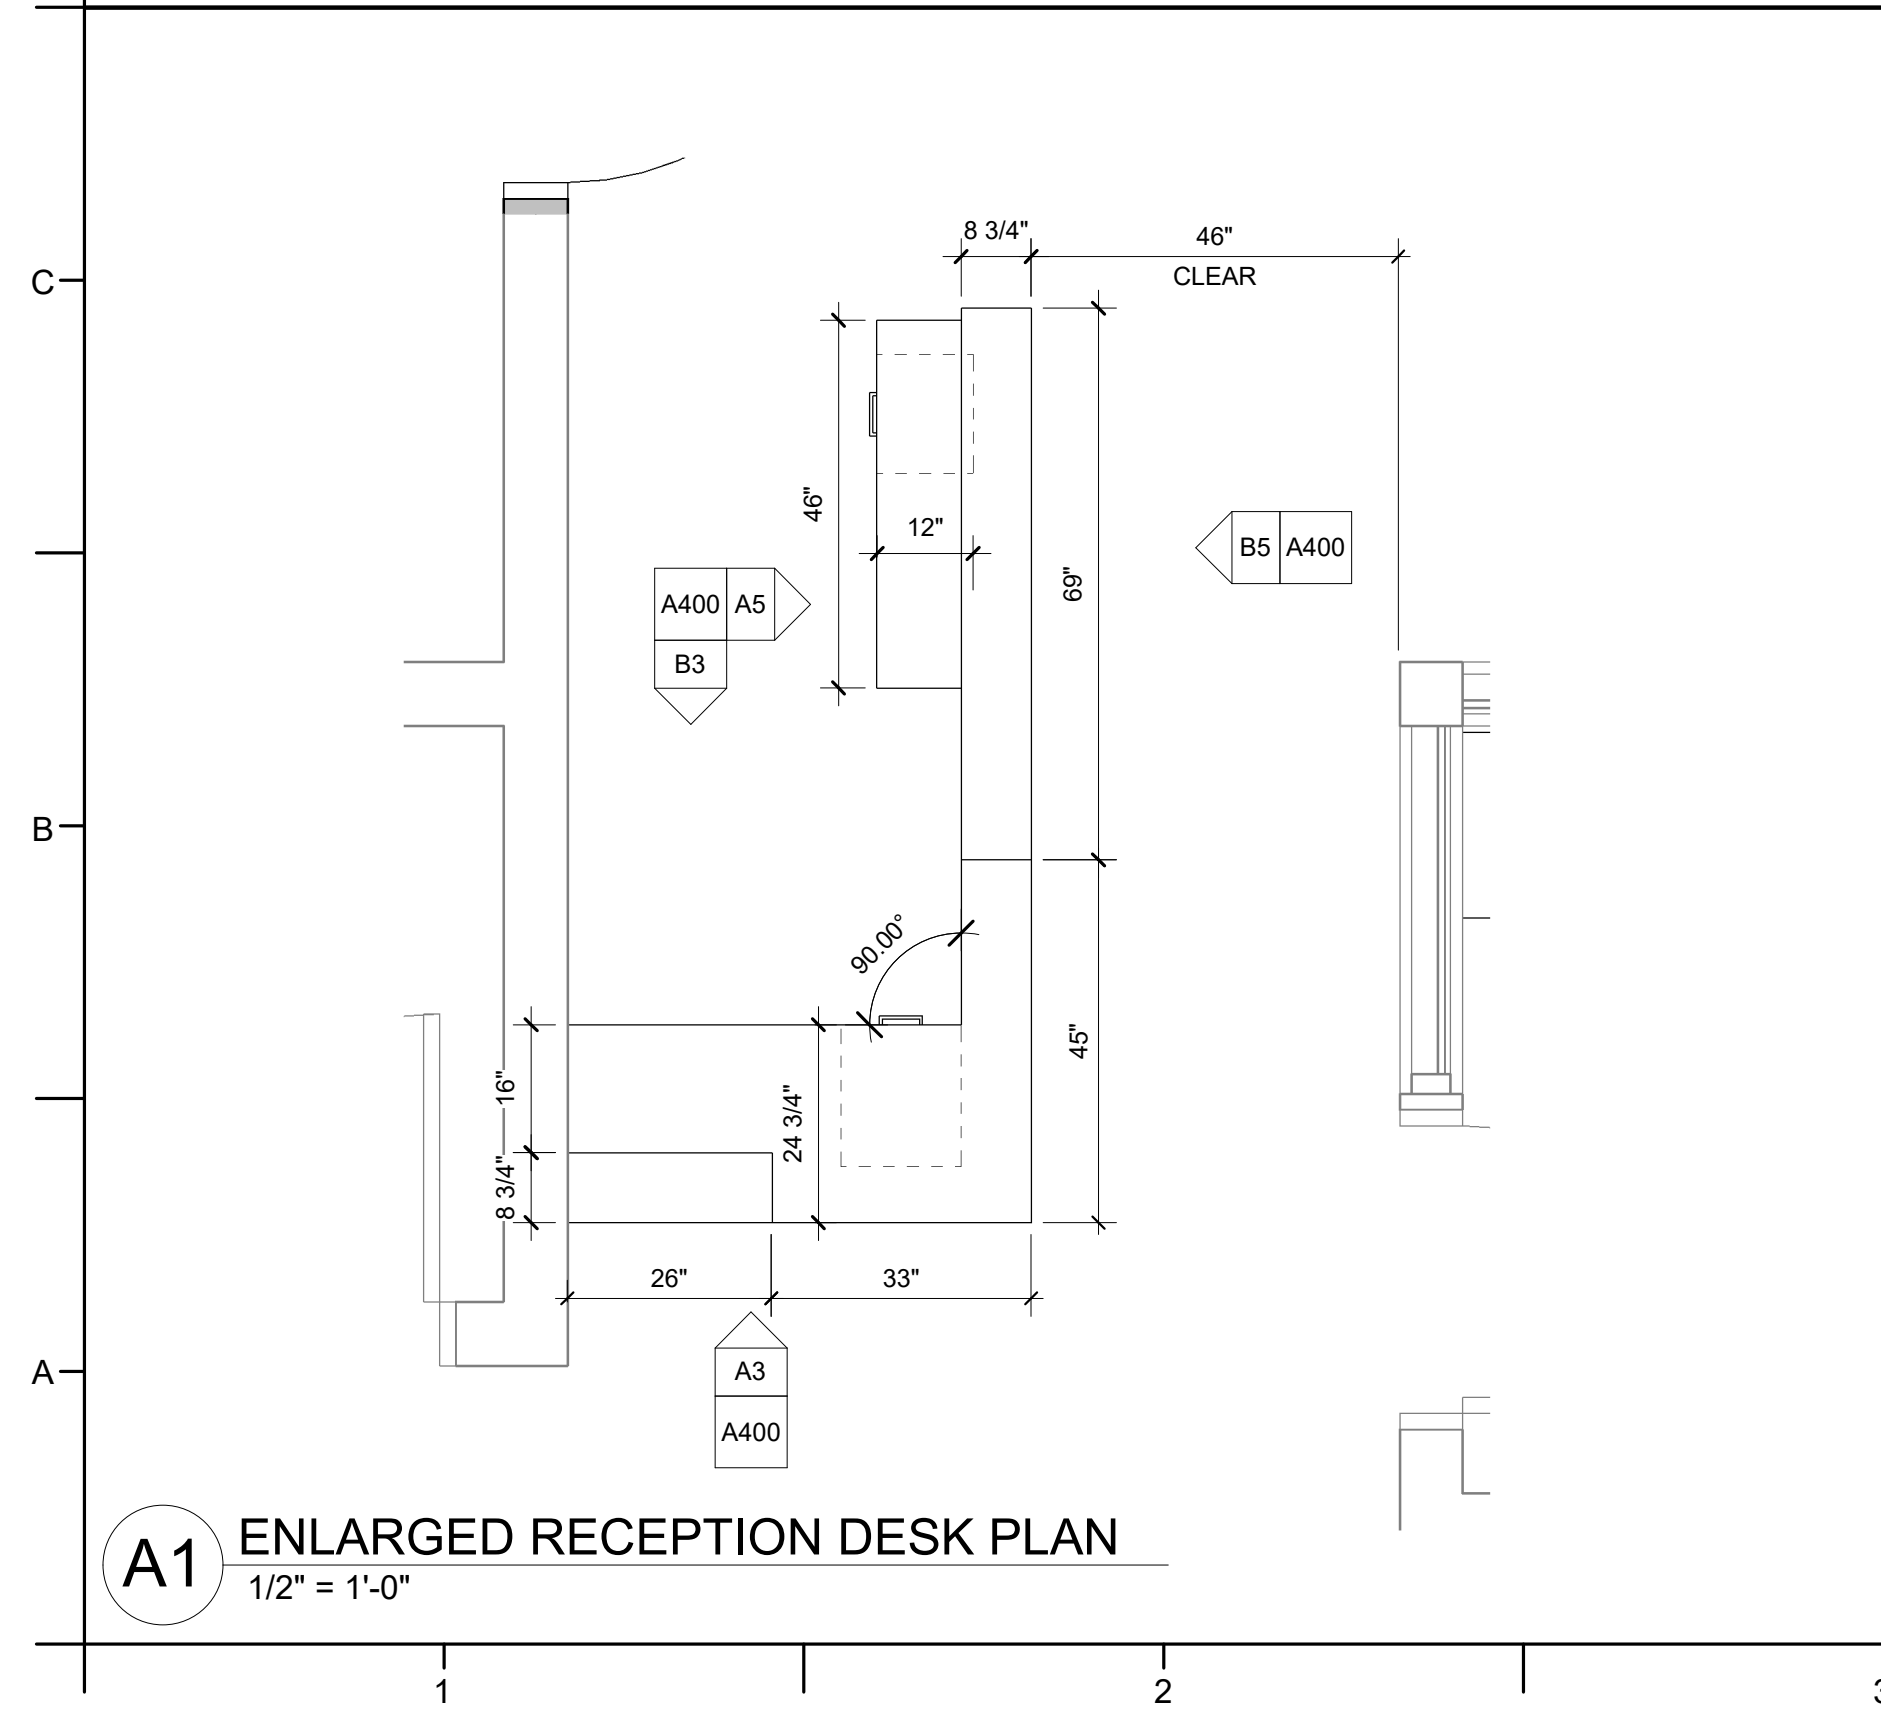 8 3/4"
46"
CLEAR
C
46"
12"
69"
B5 A400
A400 A5
B3
B
90.00°
45"
16"
24 3/4"
8 3/4"
26"
33"
A
A3
A400
A1
ENLARGED RECEPTION DESK PLAN
1/2" = 1'-0"
1
2